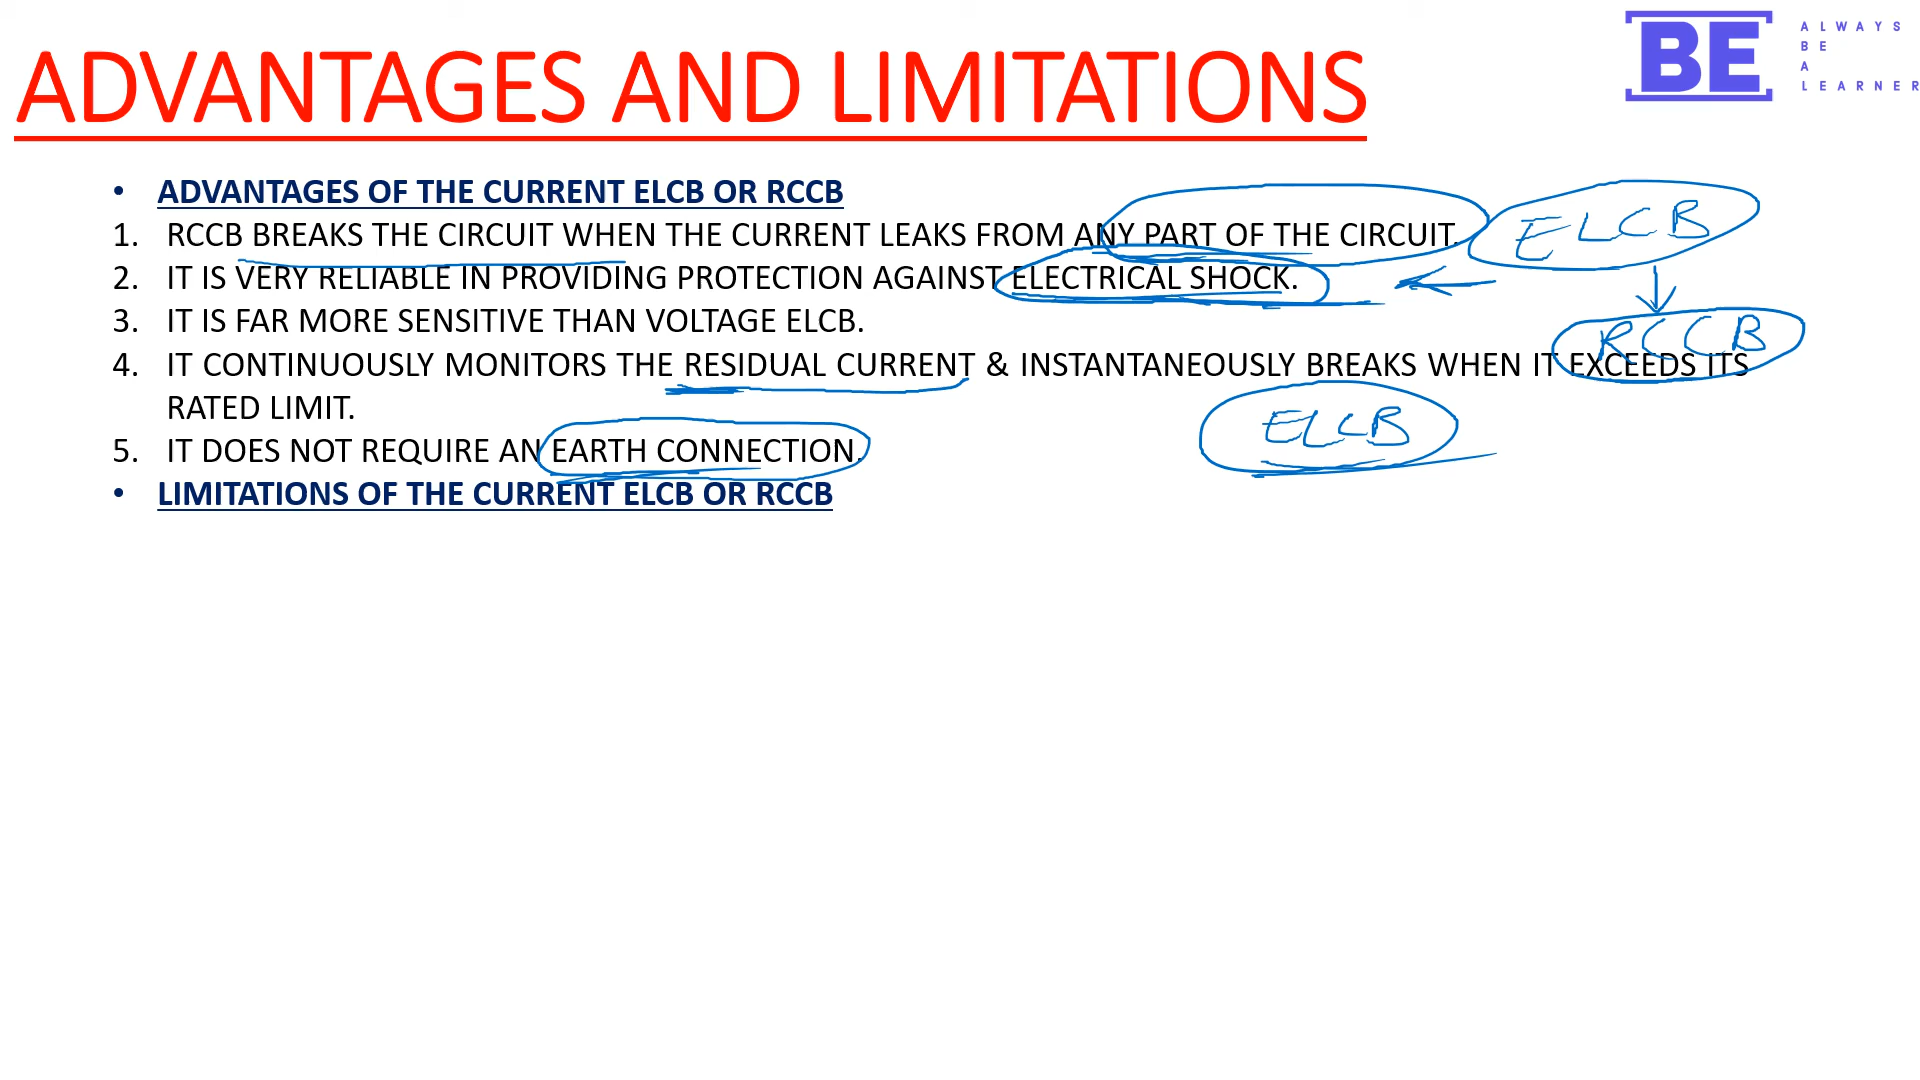 ADVANTAGES AND LIMITATIONS
BE
ALWAYS
BE
A
LEARNER
• ADVANTAGES OF THE CURRENT ELCB OR RCCB
1. RCCB BREAKS THE CIRCUIT WHEN THE CURRENT LEAKS FROM ANY PART OF THE CIRCUIT.
ELCB
2. IT IS VERY RELIABLE IN PROVIDING PROTECTION AGAINST ELECTRICAL SHOCK.
3. IT IS FAR MORE SENSITIVE THAN VOLTAGE ELCB.
RCCB
4. IT CONTINUOUSLY MONITORS THE RESIDUAL CURRENT & INSTANTANEOUSLY BREAKS WHEN IT EXCEEDS ITS
RATED LIMIT.
ELCB
5. IT DOES NOT REQUIRE AN EARTH CONNECTION.
• LIMITATIONS OF THE CURRENT ELCB OR RCCB